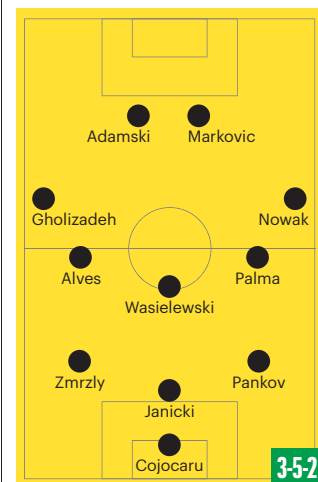 Adamski Markovic
Gholizadeh Nowak
Alves Palma
Wasielewski
Zmrzly Pankov
Janicki
Cojocaru
3-5-2